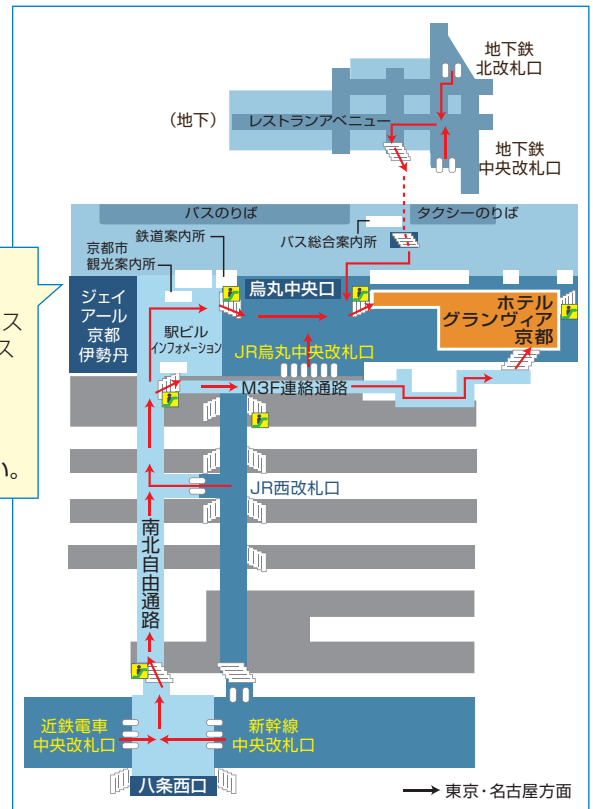 地下鉄
北改札口
(地下)
レストランアベニュー
地下鉄
中央改札口
バスのりば
タクシーのりば
鉄道案内所
バス総合案内所
京都市
観光案内所
烏丸中央口
ジェイ
アール
京都
伊勢丹
ホテル
グランヴィア
京都
駅ビル
インフォメーション
JR烏丸中央改札口
ス
ス
い。
M3F連絡通路
JR西改札口
南北自由通路
近鉄電車
中央改札口
新幹線
中央改札口
八条西口
東京・名古屋方面